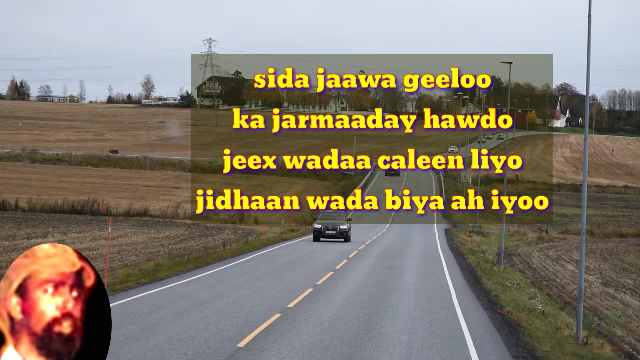 sida jaawa geeloo
ka jarmaaday hawdo
jeex wadaa caleen liyo
jidhaan wada biya ah iyoo